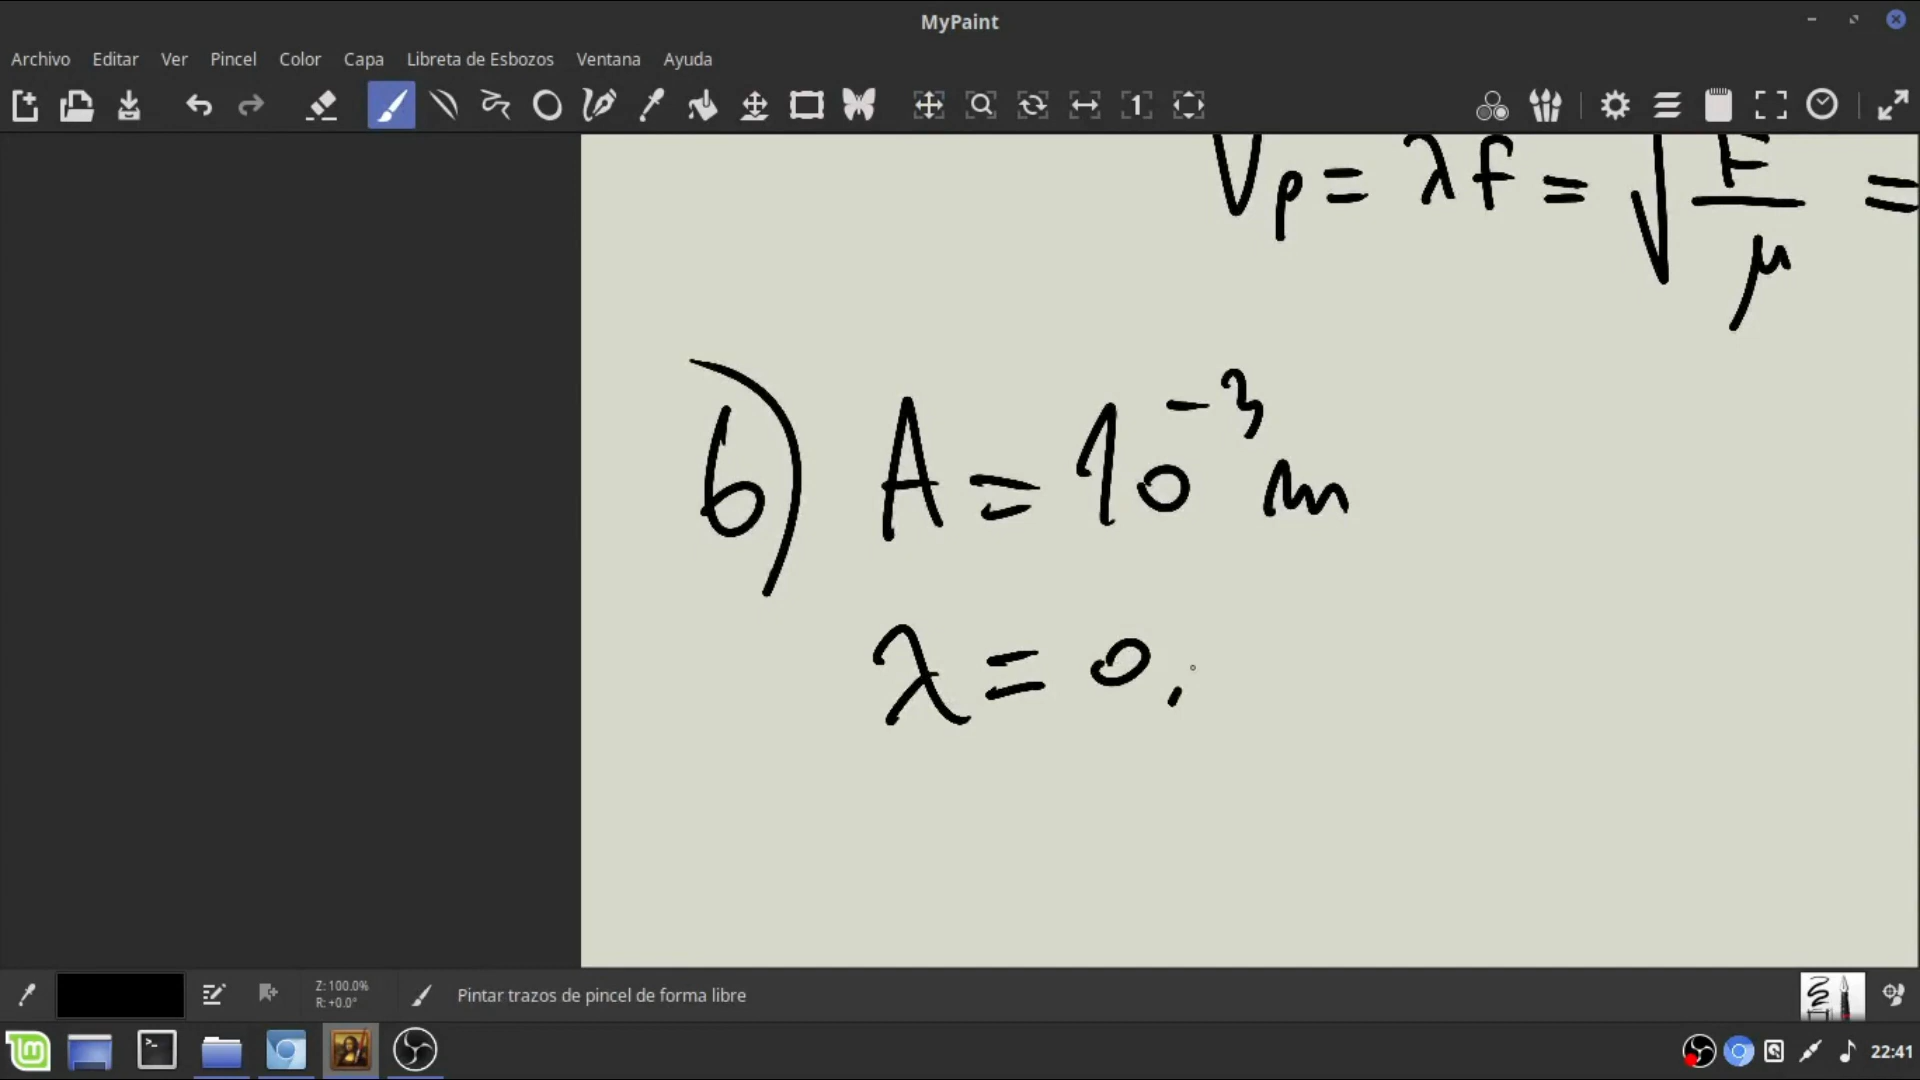 MyPaint
Archivo Editar Ver Pincel Color Capa Libreta de Esbozos Ventana Ayuda
Vp = λf = √F/μ =
b) A = 10⁻³ m
λ = 0,
Z: 100.0%
R: +0.0°
Pintar trazos de pincel de forma libre
22:41